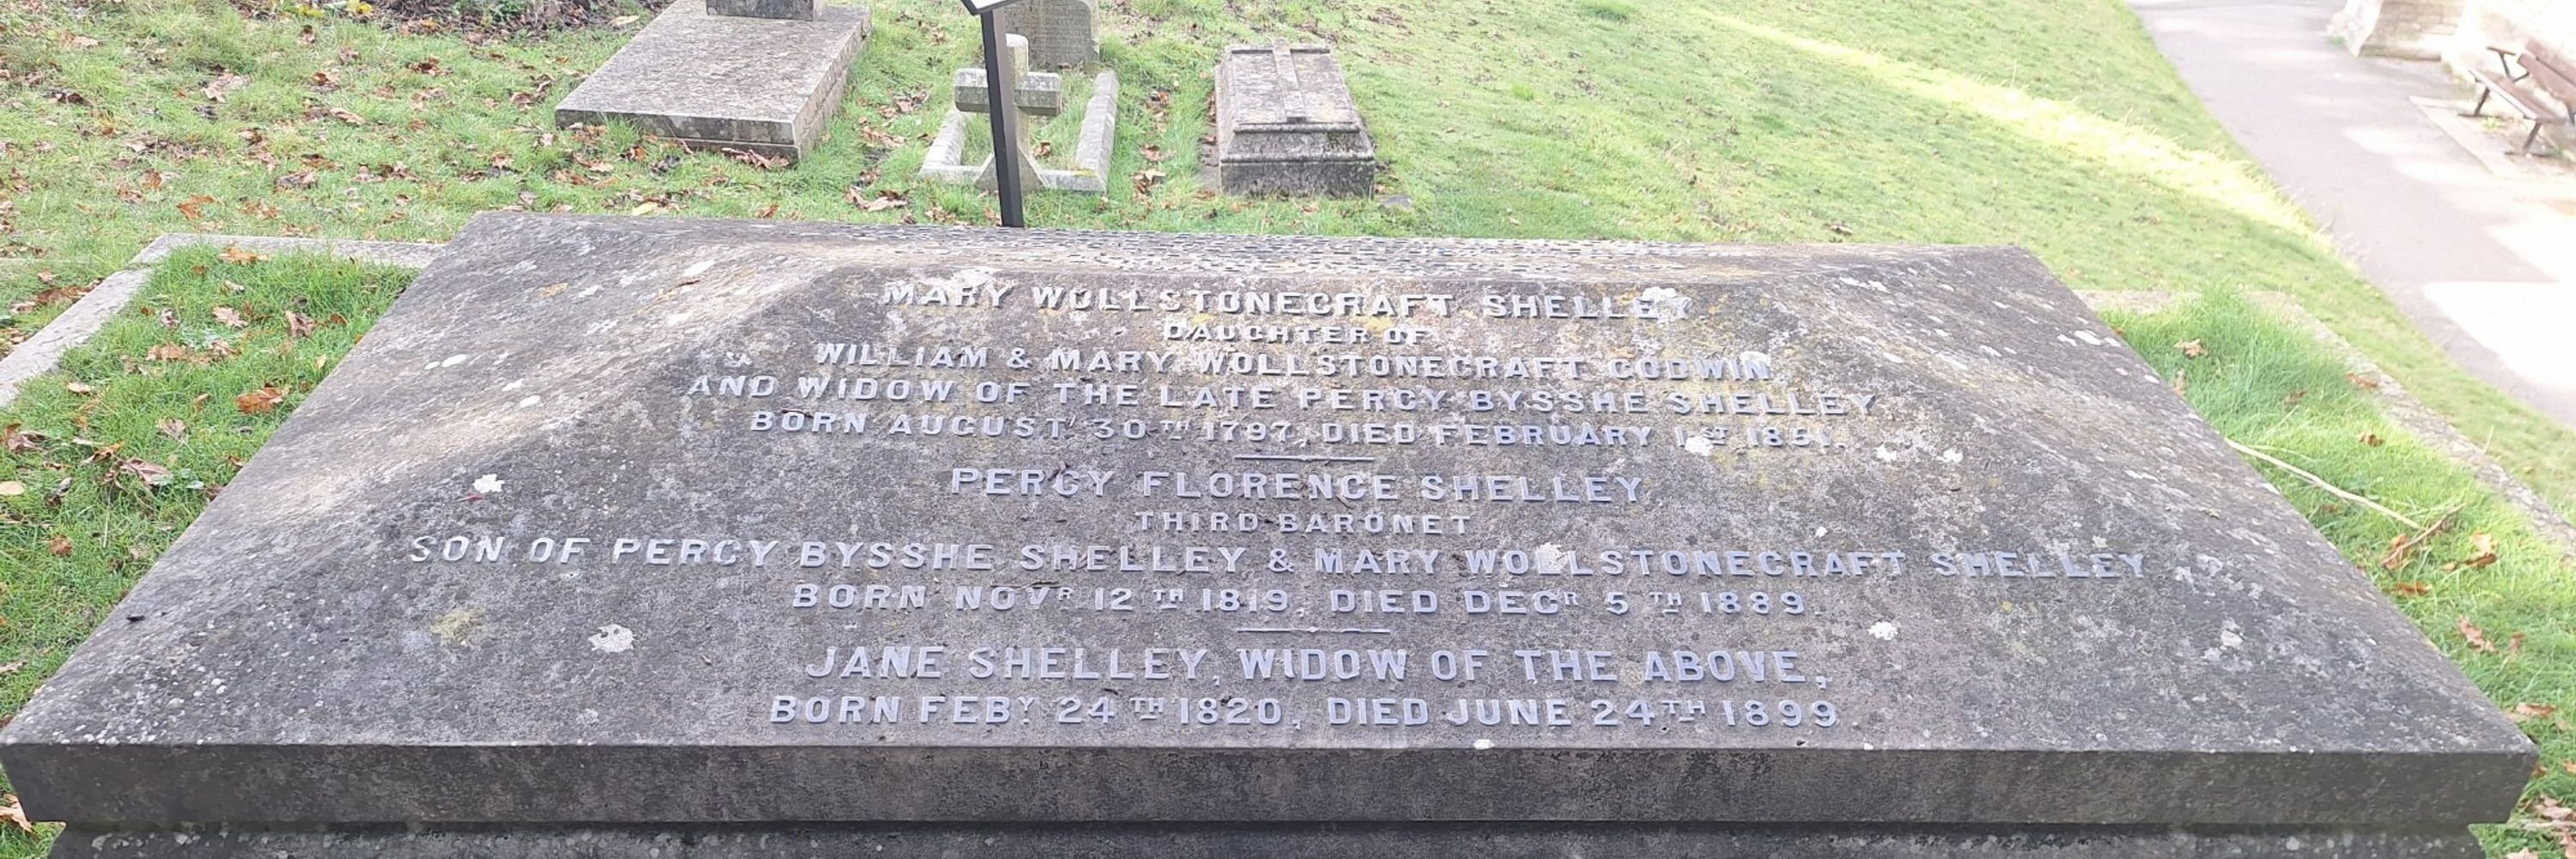 MARY WOLLSTONECRAFT SHELLEY
DAUGHTER OF
WILLIAM & MARY WOLLSTONECRAFT GODWIN
AND WIDOW OF THE LATE PERCY BYSSHE SHELLEY
BORN AUGUST 30TH 1797, DIED FEBRUARY 1ST 1851.
PERCY FLORENCE SHELLEY
THIRD BARONET
SON OF PERCY BYSSHE SHELLEY & MARY WOLLSTONECRAFT SHELLEY
BORN NOVR 12TH 1819, DIED DECR 5TH 1889.
JANE SHELLEY, WIDOW OF THE ABOVE,
BORN FEBY 24TH 1820, DIED JUNE 24TH 1899